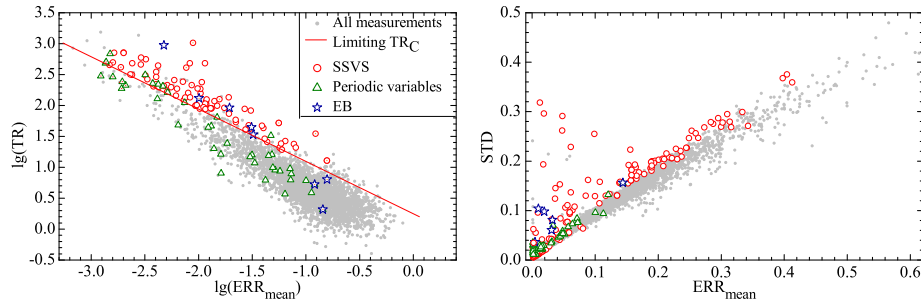 3.5
3.0
2.5
2.0
1.5
1.0
0.5
0.0
-0.5
lg(TR)
-3.0 -2.5 -2.0 -1.5 -1.0 -0.5 0.0
lg(ERRmean)
All measurements
Limiting TRC
SSVS
Periodic variables
EB
0.5
0.4
0.3
0.2
0.1
0.0
STD
0.0 0.1 0.2 0.3 0.4 0.5 0.6
ERRmean